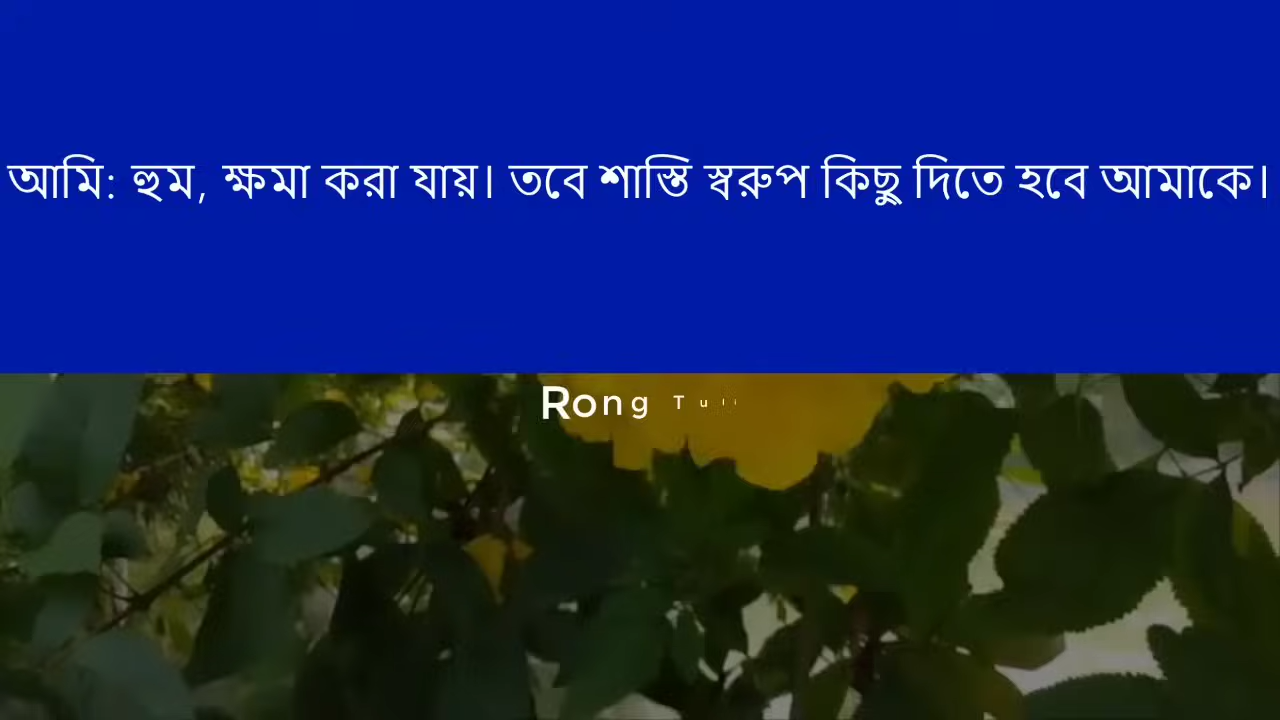 আমি: হুম, ক্ষমা করা যায়। তবে শাস্তি স্বরুপ কিছু দিতে হবে আমাকে।
Rong